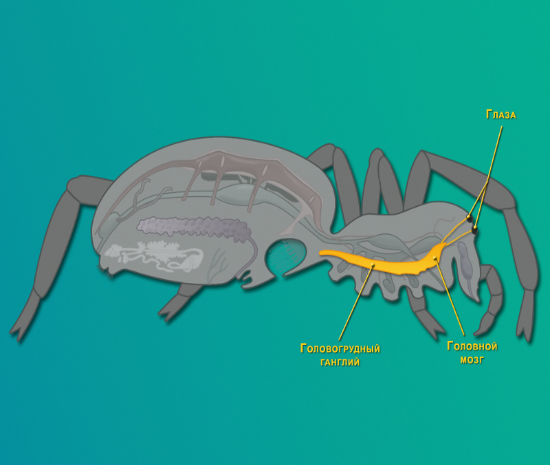 Глаза
Головогрудный
ганглий
Головной
мозг